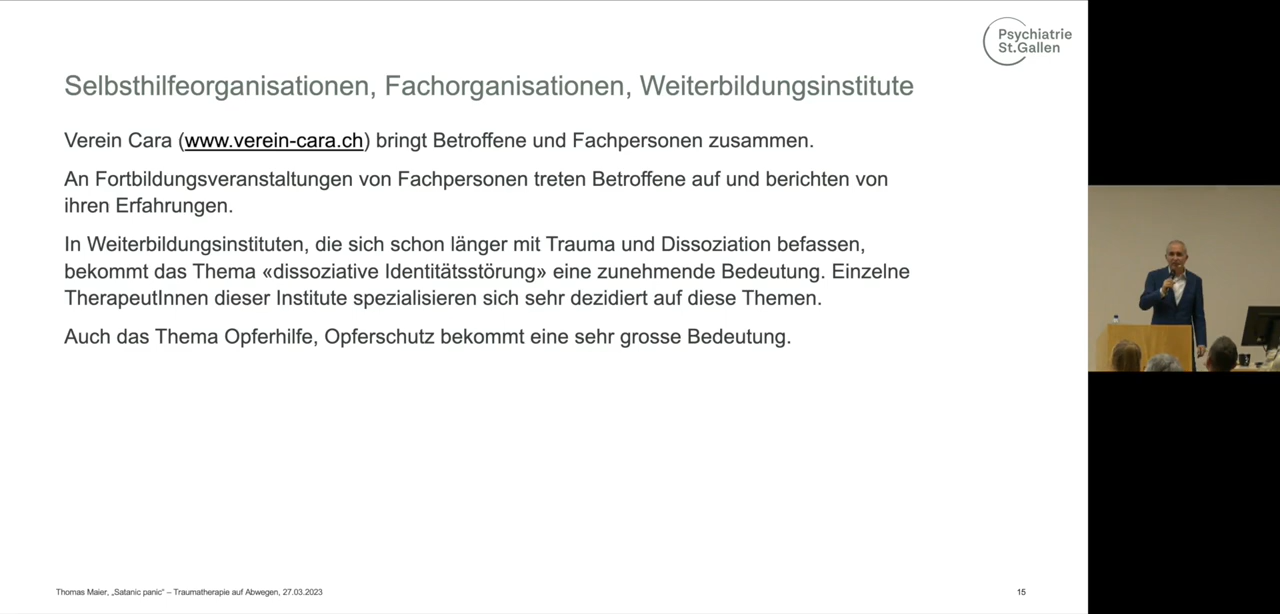 Psychiatrie
St.Gallen
Selbsthilfeorganisationen, Fachorganisationen, Weiterbildungsinstitute
Verein Cara (www.verein-cara.ch) bringt Betroffene und Fachpersonen zusammen.
An Fortbildungsveranstaltungen von Fachpersonen treten Betroffene auf und berichten von
ihren Erfahrungen.
In Weiterbildungsinstituten, die sich schon länger mit Trauma und Dissoziation befassen,
bekommt das Thema «dissoziative Identitätsstörung» eine zunehmende Bedeutung. Einzelne
TherapeutInnen dieser Institute spezialisieren sich sehr dezidiert auf diese Themen.
Auch das Thema Opferhilfe, Opferschutz bekommt eine sehr grosse Bedeutung.
Thomas Maier, „Satanic panic“ – Traumatherapie auf Abwegen, 27.03.2023
15